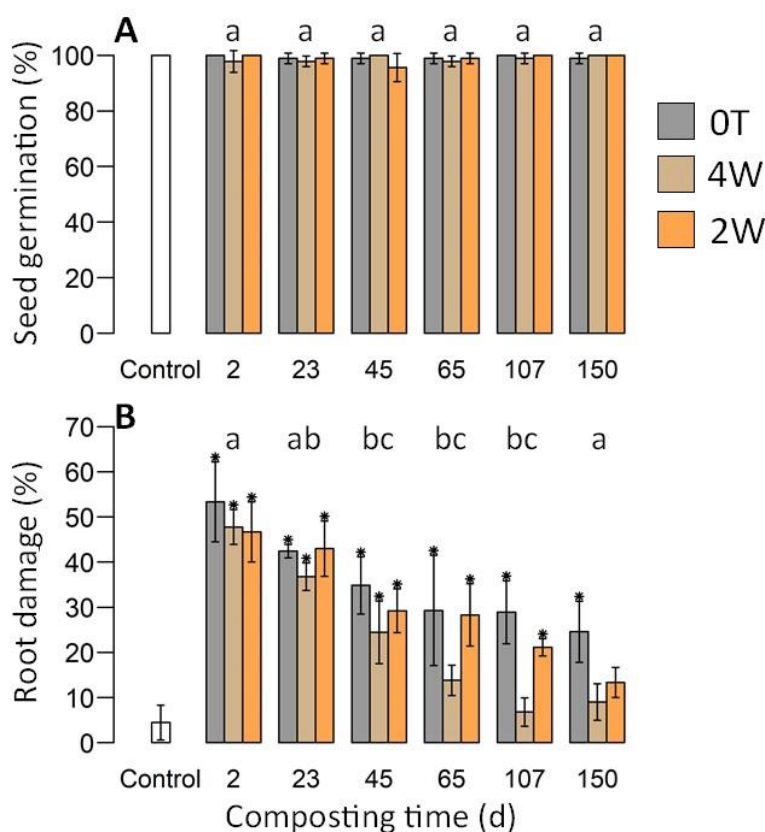 A
a a a a a a
Seed germination (%)
100
80
60
40
20
0
Control 2 23 45 65 107 150
0T
4W
2W
B
a ab bc bc bc a
Root damage (%)
70
60
50
40
30
20
10
0
* * * * * * * * * * * * * *
Control 2 23 45 65 107 150
Composting time (d)